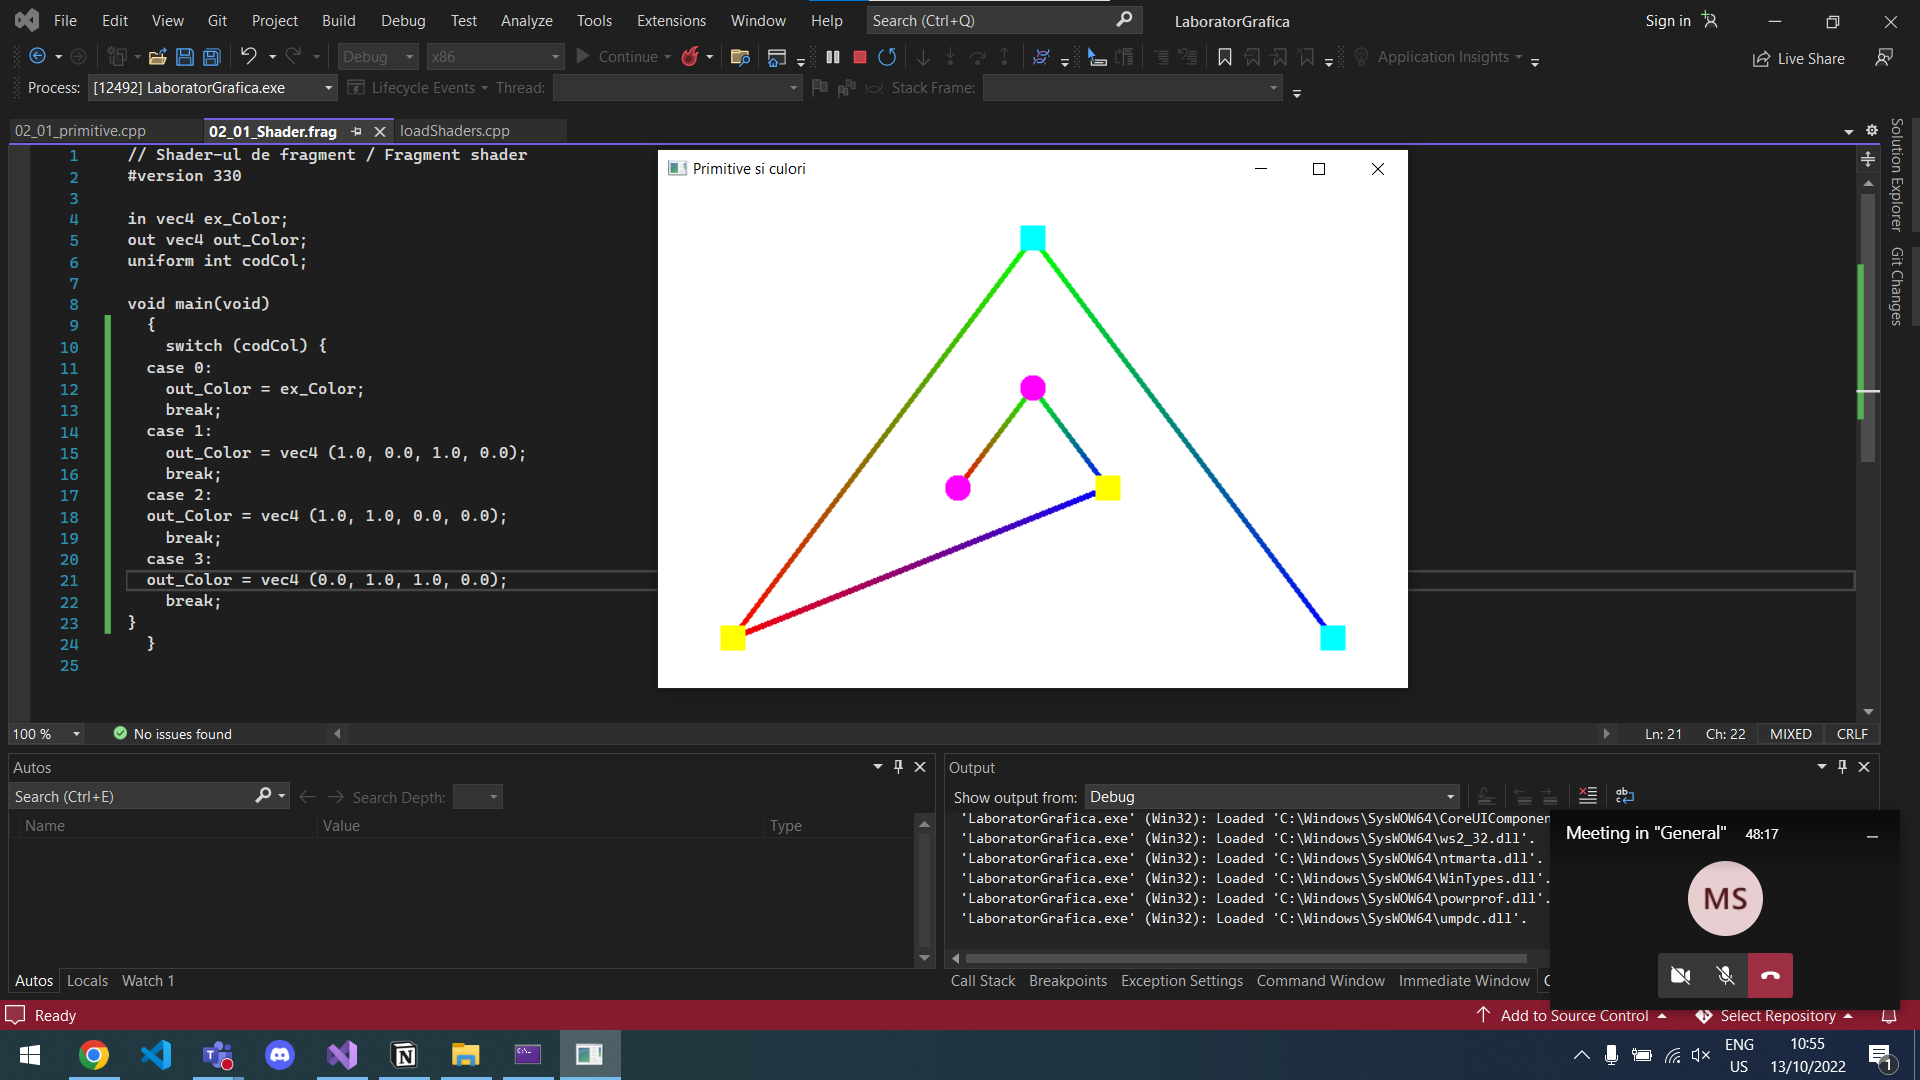 File Edit View Git Project Build Debug Test Analyze Tools Extensions Window Help Search (Ctrl+Q) LaboratorGrafica Sign in
Debug x86 Continue Application Insights Live Share
Process: [12492] LaboratorGrafica.exe Lifecycle Events Thread: Stack Frame:
02_01_primitive.cpp 02_01_Shader.frag loadShaders.cpp
1 // Shader-ul de fragment / Fragment shader
2 #version 330
3
4 in vec4 ex_Color;
5 out vec4 out_Color;
6 uniform int codCol;
7
8 void main(void)
9 {
10 switch (codCol) {
11 case 0:
12 out_Color = ex_Color;
13 break;
14 case 1:
15 out_Color = vec4 (1.0, 0.0, 1.0, 0.0);
16 break;
17 case 2:
18 out_Color = vec4 (1.0, 1.0, 0.0, 0.0);
19 break;
20 case 3:
21 out_Color = vec4 (0.0, 1.0, 1.0, 0.0);
22 break;
23 }
24 }
25
Primitive si culori
Solution Explorer
Git Changes
100 % No issues found Ln: 21 Ch: 22 MIXED CRLF
Autos
Search (Ctrl+E) Search Depth:
Name Value Type
Autos Locals Watch 1
Output
Show output from: Debug
'LaboratorGrafica.exe' (Win32): Loaded 'C:\Windows\SysWOW64\CoreUIComponen
'LaboratorGrafica.exe' (Win32): Loaded 'C:\Windows\SysWOW64\ws2_32.dll'.
'LaboratorGrafica.exe' (Win32): Loaded 'C:\Windows\SysWOW64\ntmarta.dll'.
'LaboratorGrafica.exe' (Win32): Loaded 'C:\Windows\SysWOW64\WinTypes.dll'.
'LaboratorGrafica.exe' (Win32): Loaded 'C:\Windows\SysWOW64\powrprof.dll'.
'LaboratorGrafica.exe' (Win32): Loaded 'C:\Windows\SysWOW64\umpdc.dll'.
Call Stack Breakpoints Exception Settings Command Window Immediate Window
Meeting in "General" 48:17
MS
Ready Add to Source Control Select Repository
ENG
US
10:55
13/10/2022
1